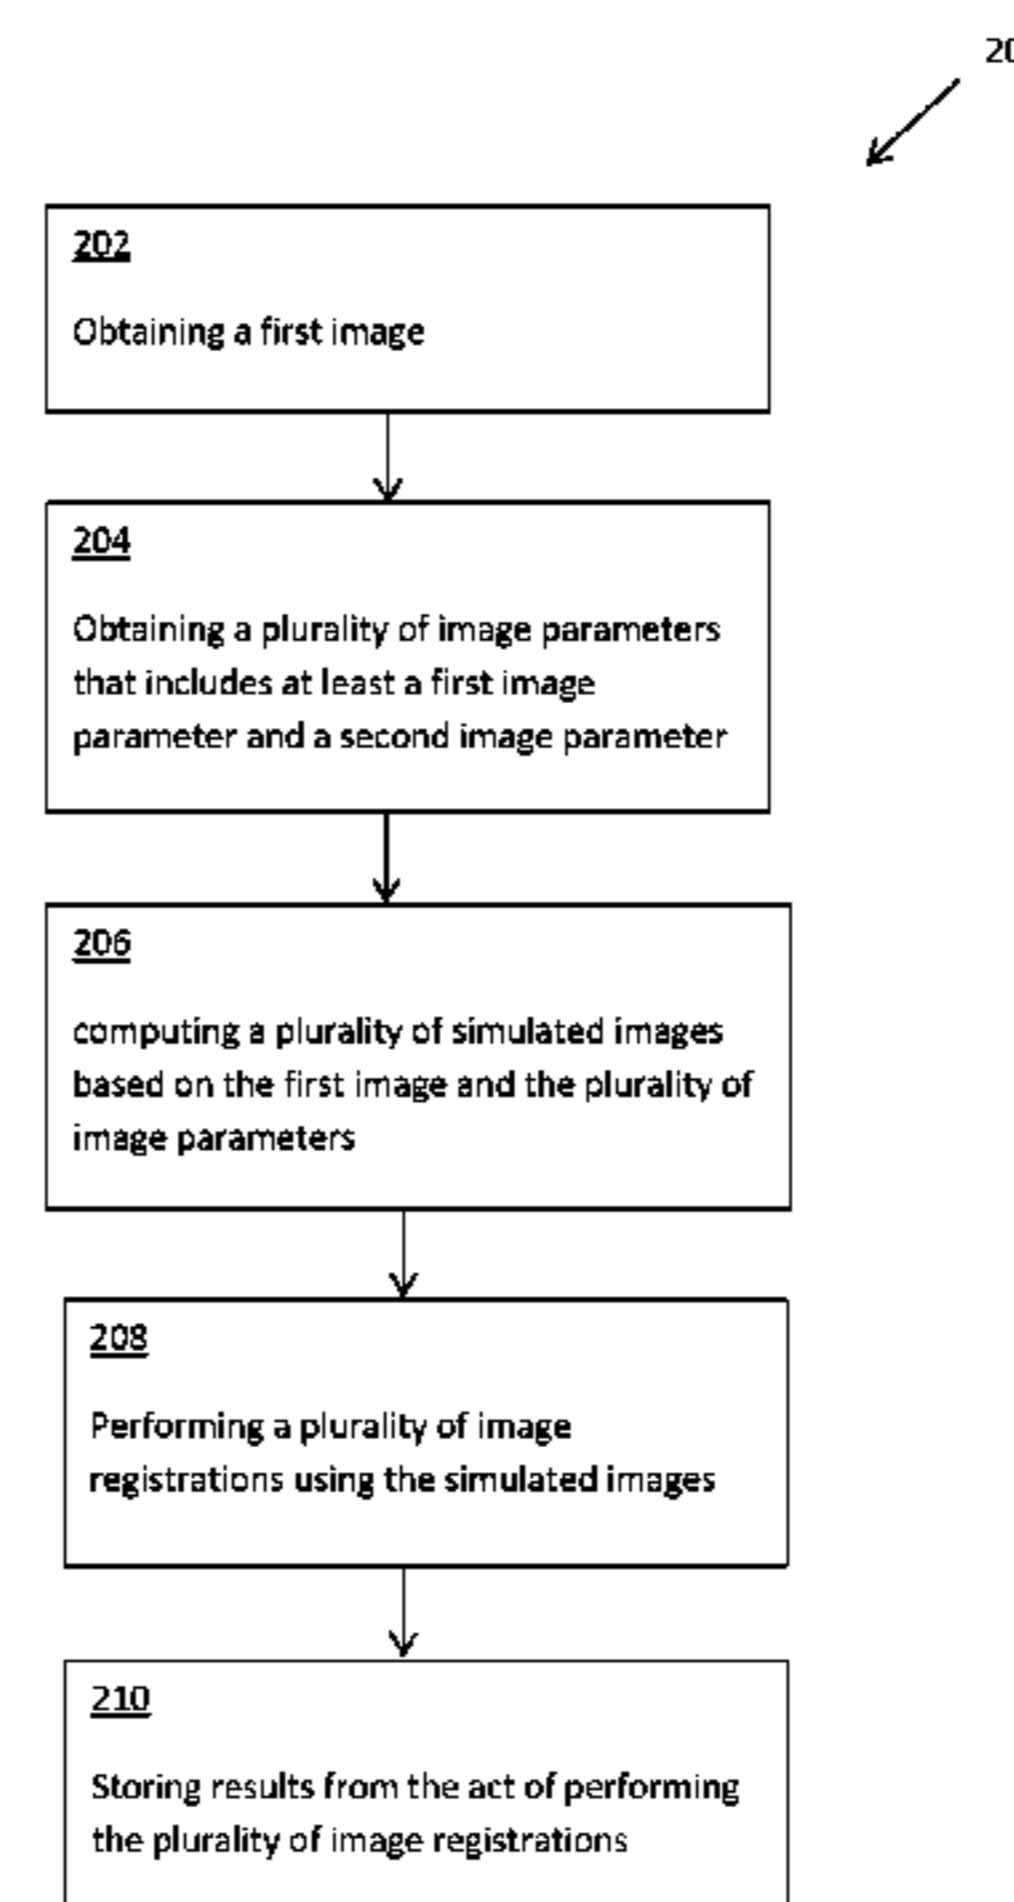 202
Obtaining a first image
204
Obtaining a plurality of image parameters
that includes at least a first image
parameter and a second image parameter
206
computing a plurality of simulated images
based on the first image and the plurality of
image parameters
208
Performing a plurality of image
registrations using the simulated images
210
Storing results from the act of performing
the plurality of image registrations